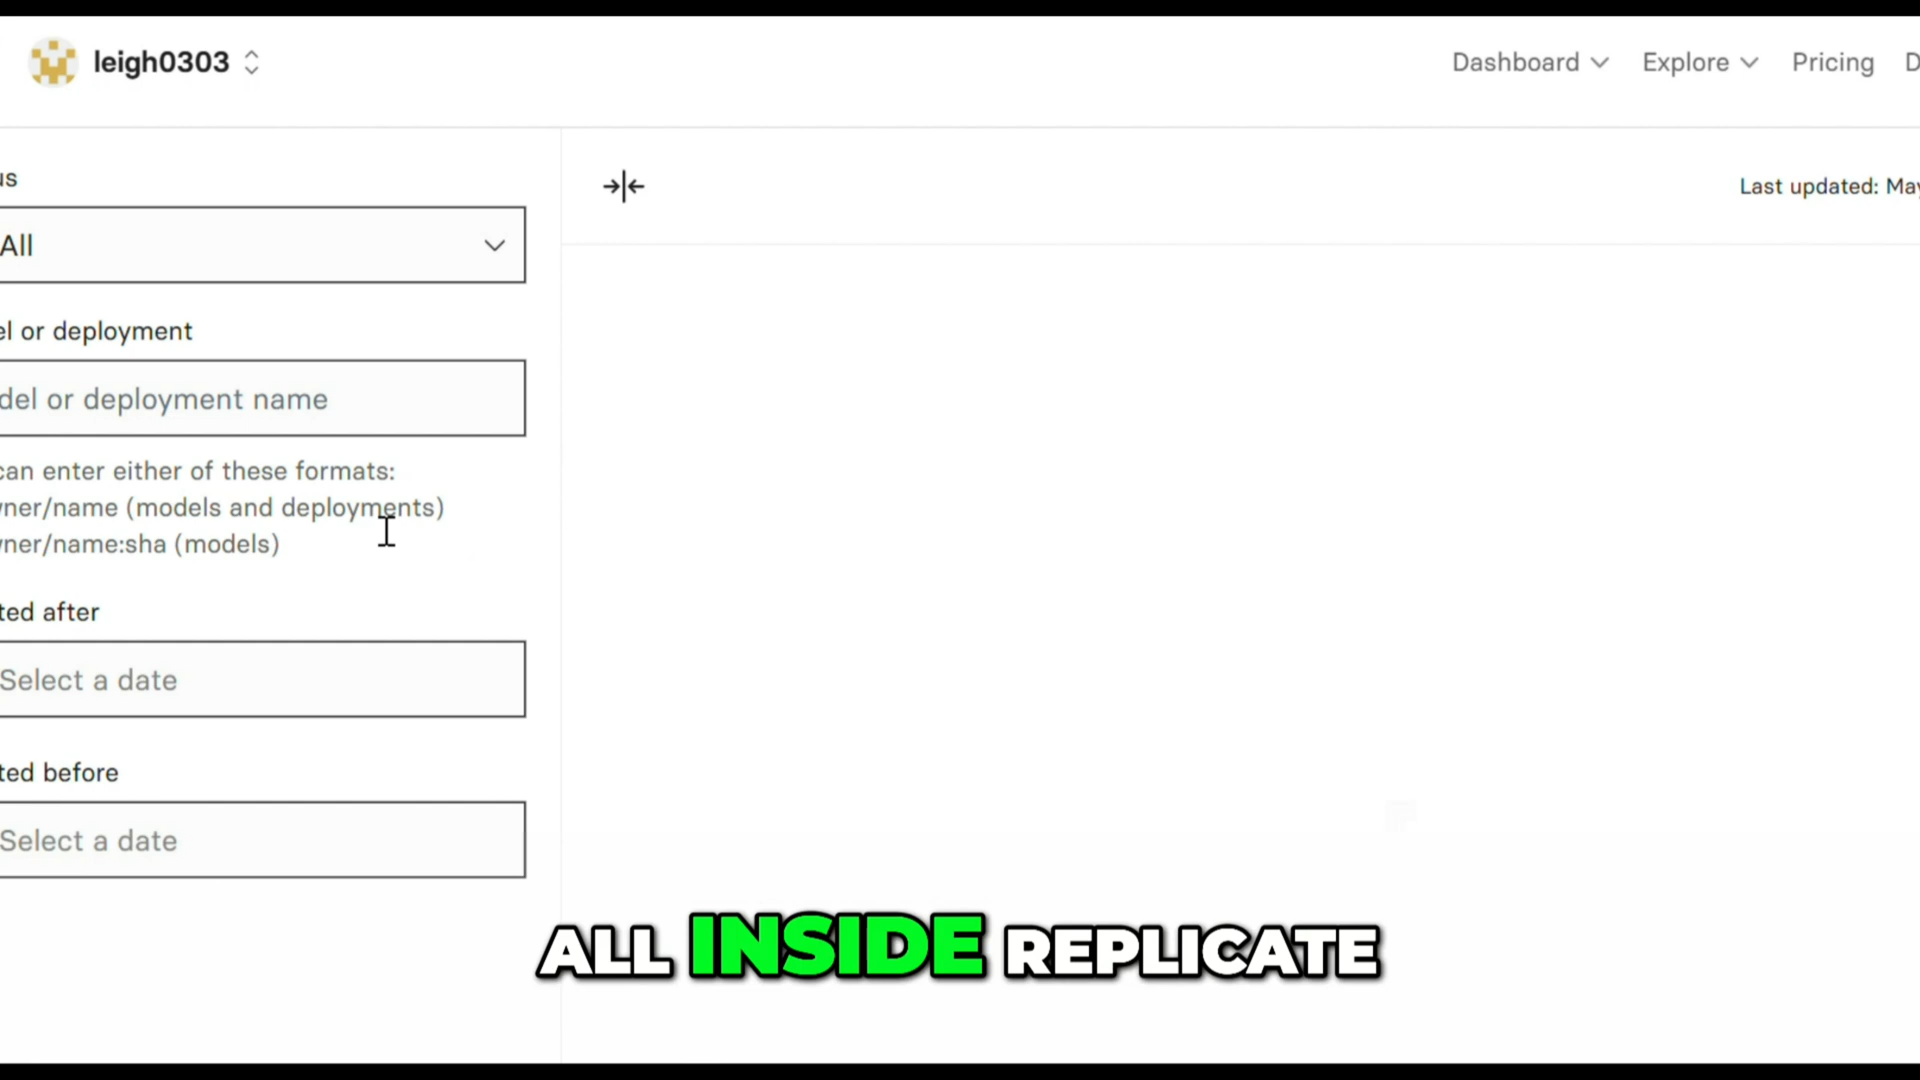 leigh0303
Dashboard
Explore
Pricing
D
us
All
Last updated: May
el or deployment
del or deployment name
can enter either of these formats:
wner/name (models and deployments)
wner/name:sha (models)
ted after
Select a date
ted before
Select a date
ALL INSIDE REPLICATE